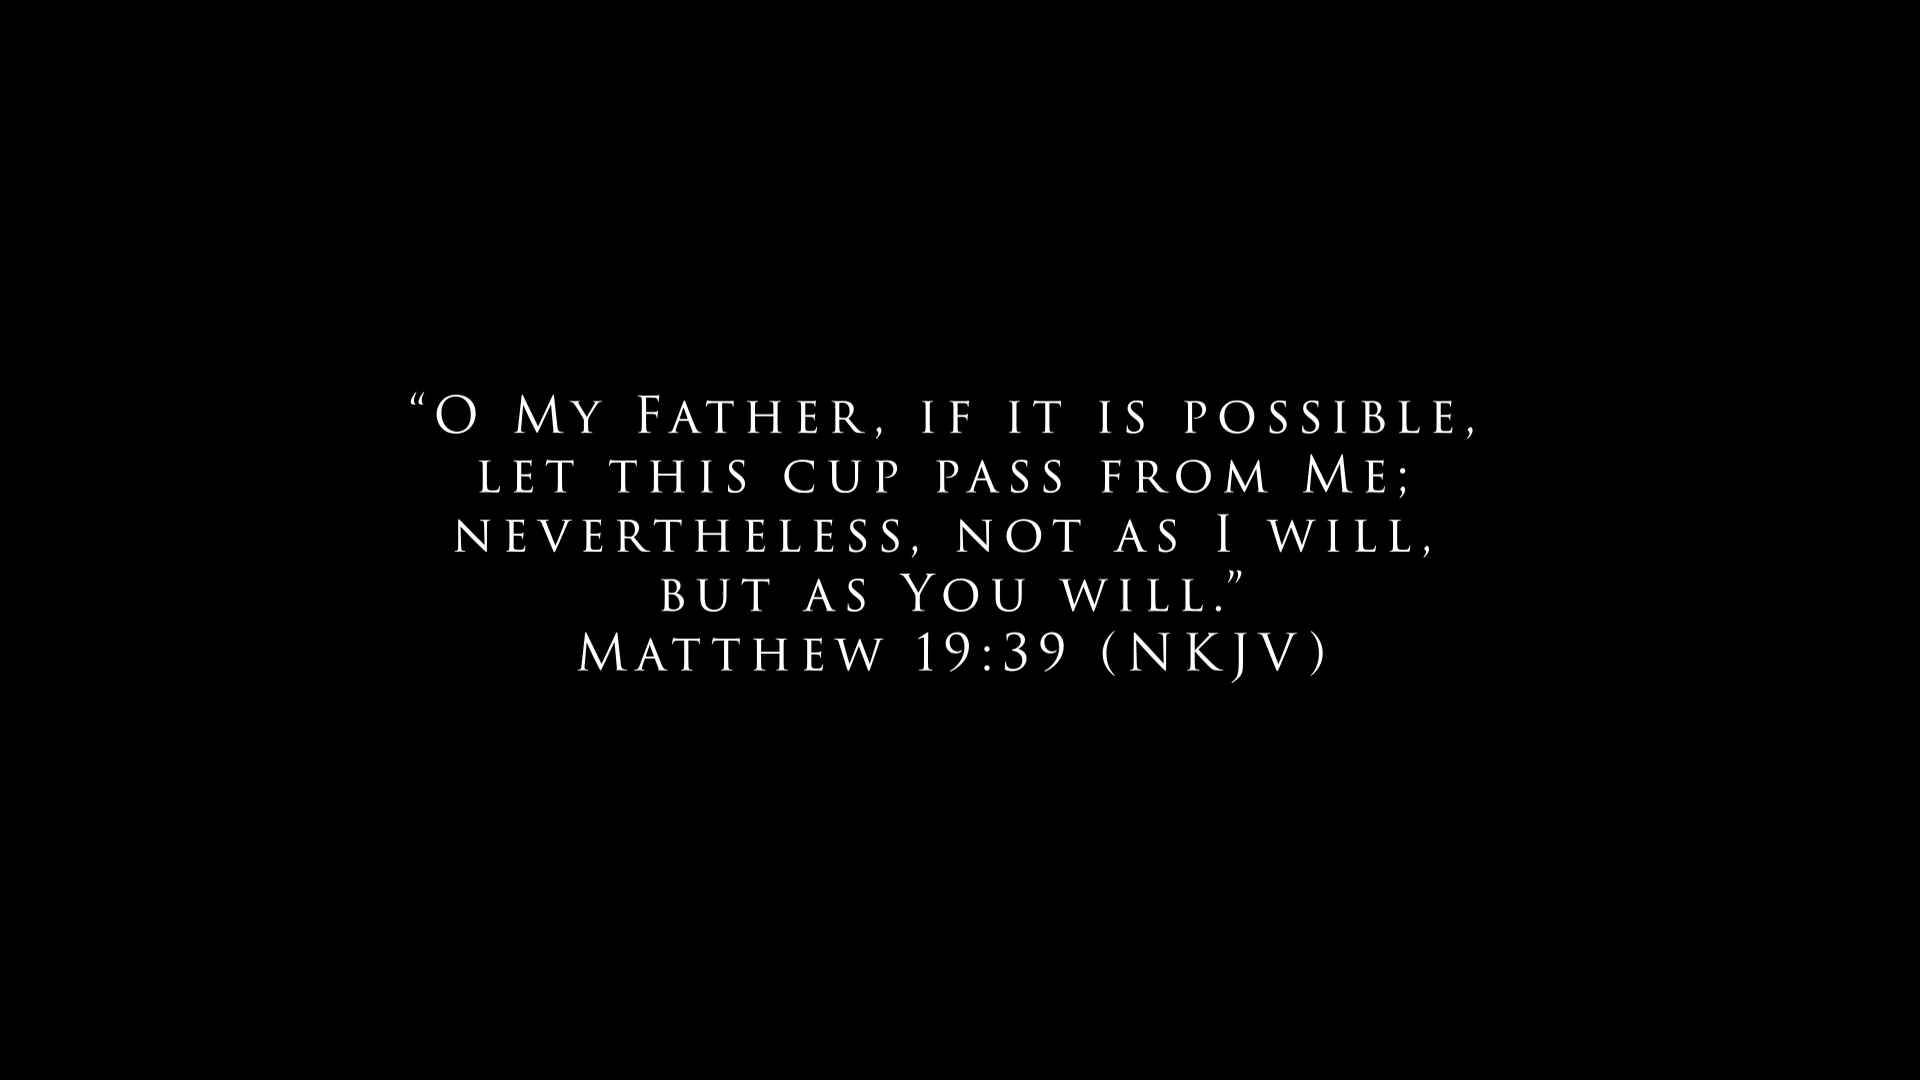 “O My Father, if it is possible,
let this cup pass from Me;
nevertheless, not as I will,
but as You will.”
Matthew 19:39 (NKJV)